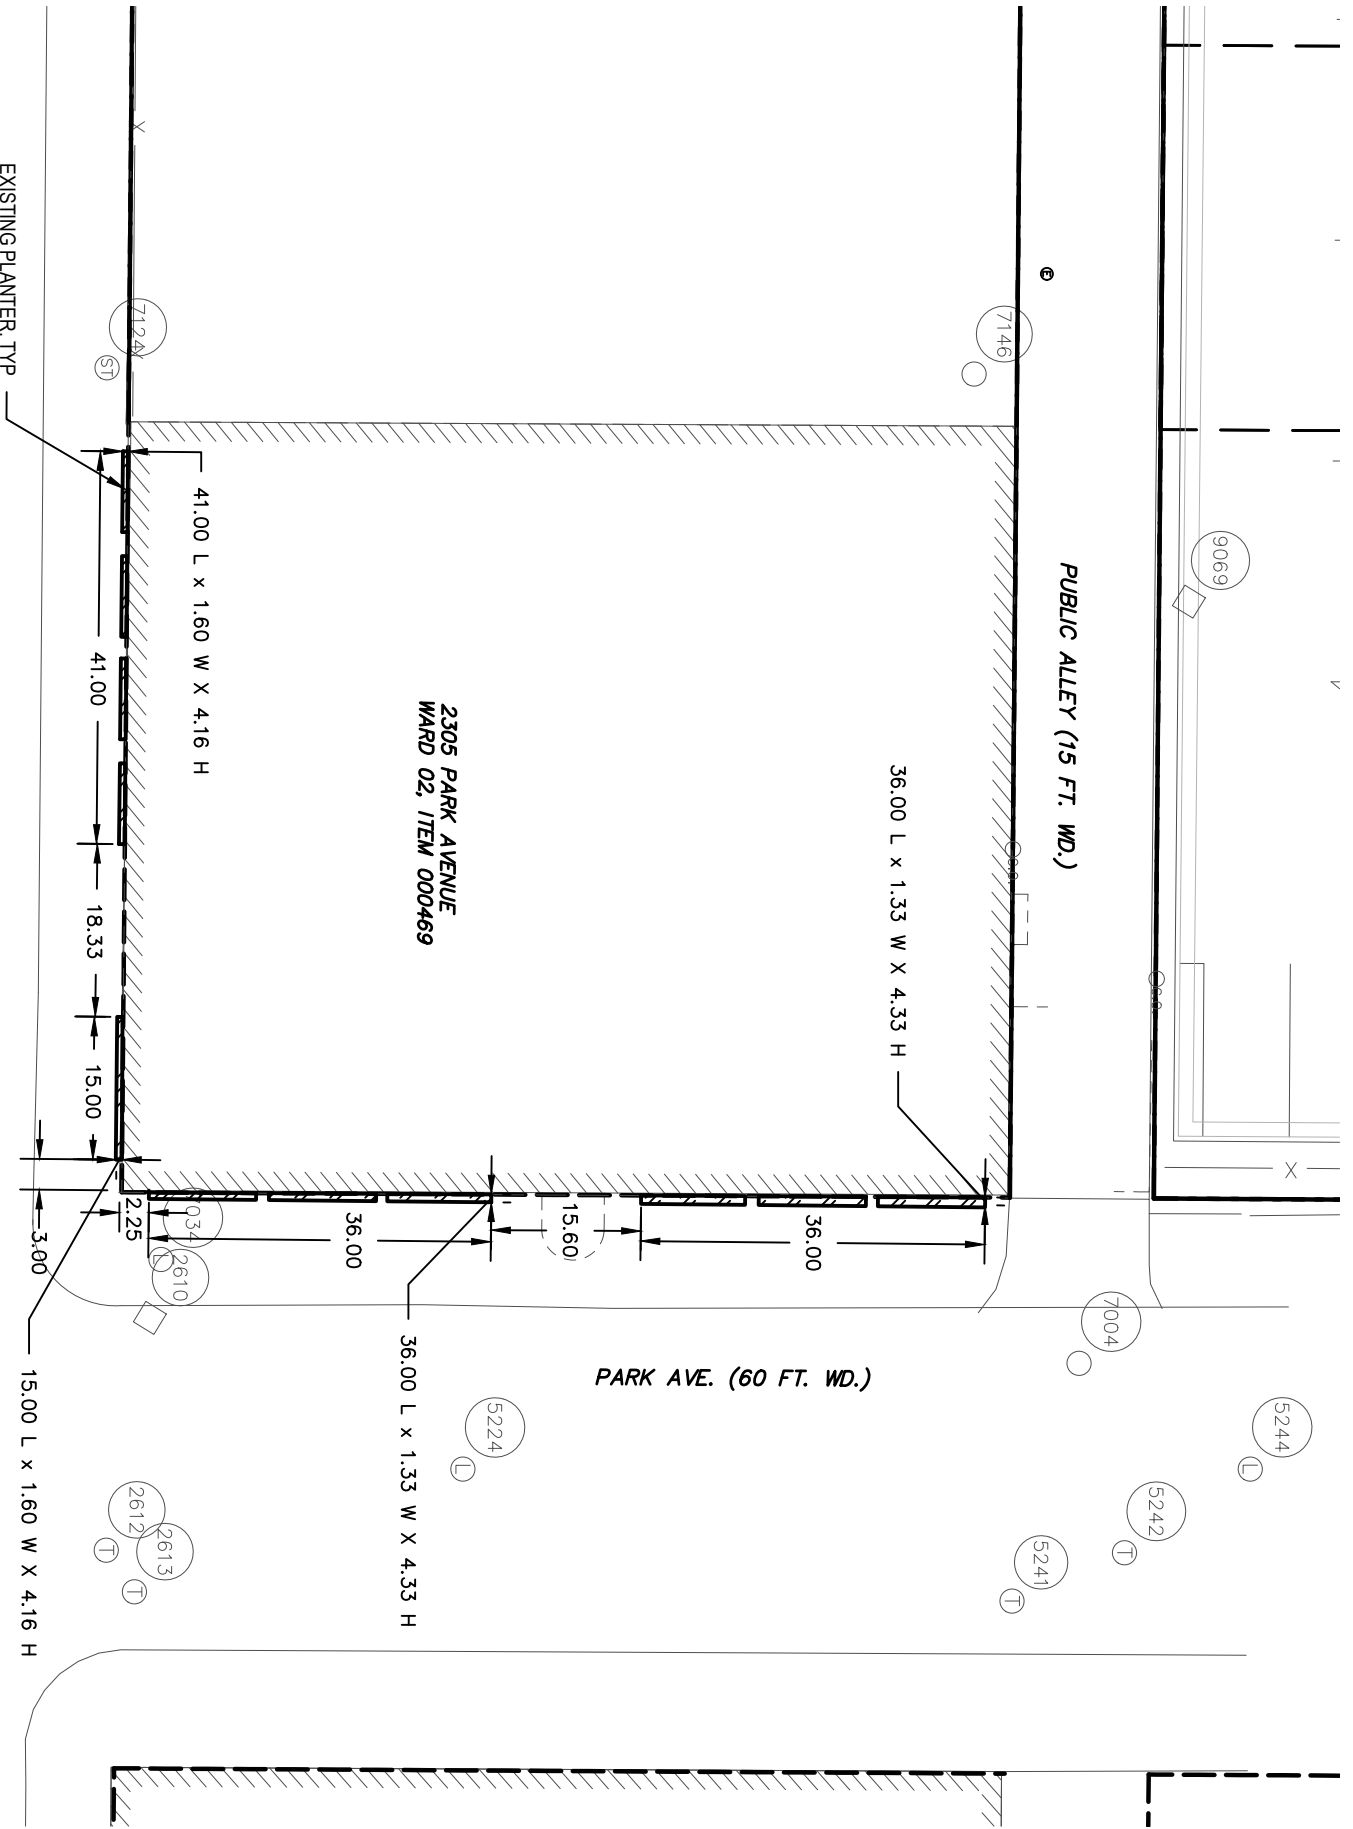 EXISTING PLANTER, TYP
X
7124
ST
7146
E
PUBLIC ALLEY (15 FT. WD.)
9069
41.00 L x 1.60 W X 4.16 H
36.00 L x 1.33 W X 4.33 H
2305 PARK AVENUE
WARD 02, ITEM 000469
41.00
18.33
15.00
3.00
2.25
36.00
15.60
36.00
X
2610
L
15.00 L x 1.60 W X 4.16 H
36.00 L x 1.33 W X 4.33 H
PARK AVE. (60 FT. WD.)
7004
5224
L
5244
L
5242
T
5241
T
2612
T
2613
T